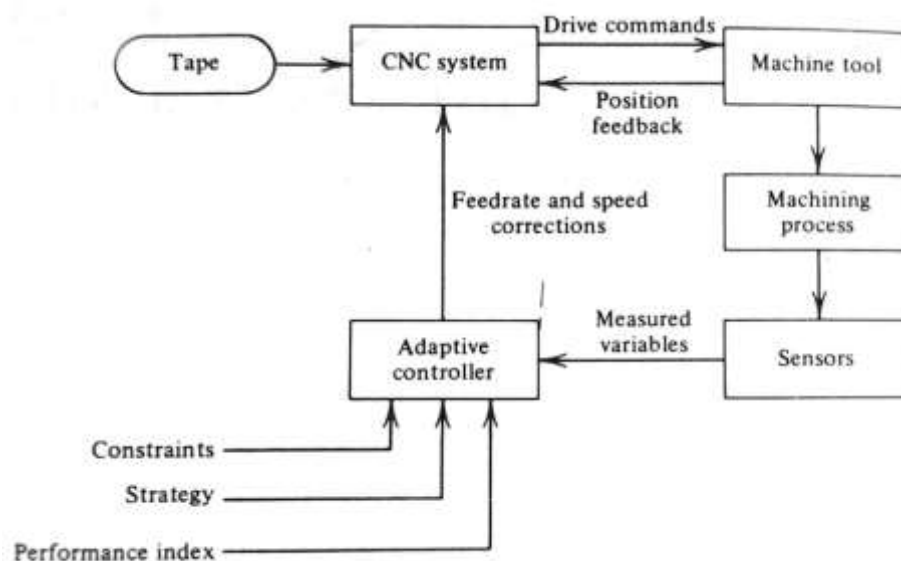 Drive commands
Tape
CNC system
Machine tool
Position
feedback
Feedrate and speed
corrections
Machining
process
Measured
variables
Adaptive
controller
Sensors
Constraints
Strategy
Performance index